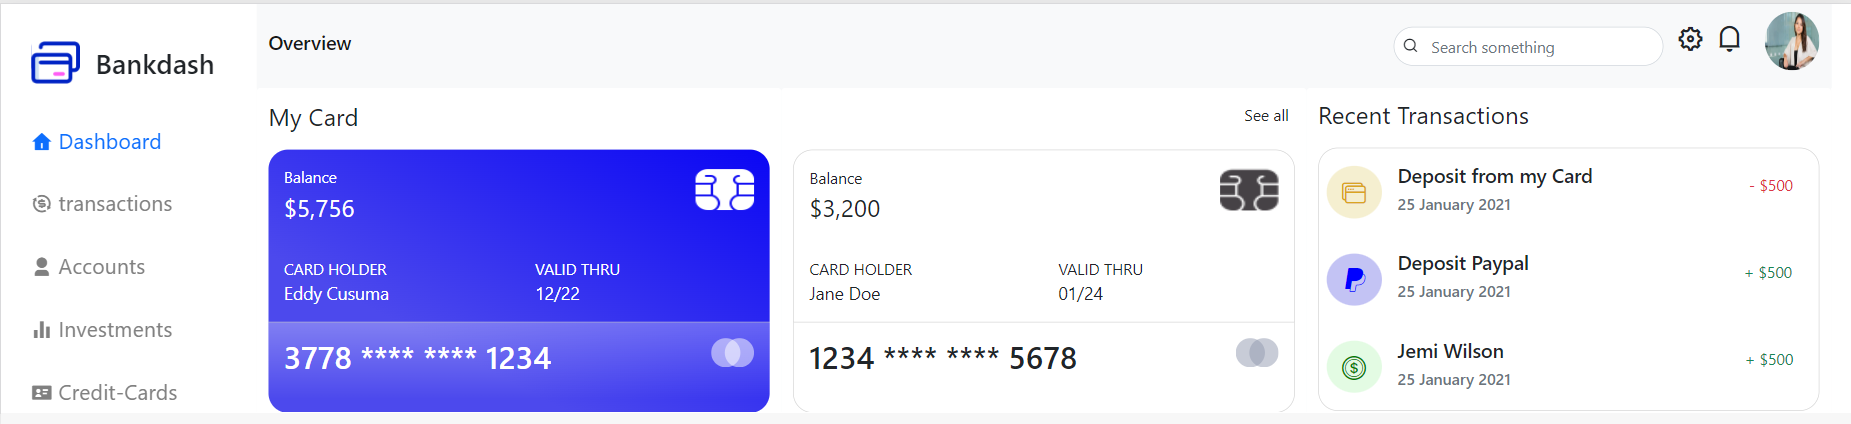 Bankdash
Dashboard
transactions
Accounts
Investments
Credit-Cards
Overview
Search something
My Card
See all
Balance
$5,756
CARD HOLDER
Eddy Cusuma
VALID THRU
12/22
3778 **** **** 1234
Balance
$3,200
CARD HOLDER
Jane Doe
VALID THRU
01/24
1234 **** **** 5678
Recent Transactions
Deposit from my Card
25 January 2021
- $500
Deposit Paypal
25 January 2021
+ $500
Jemi Wilson
25 January 2021
+ $500